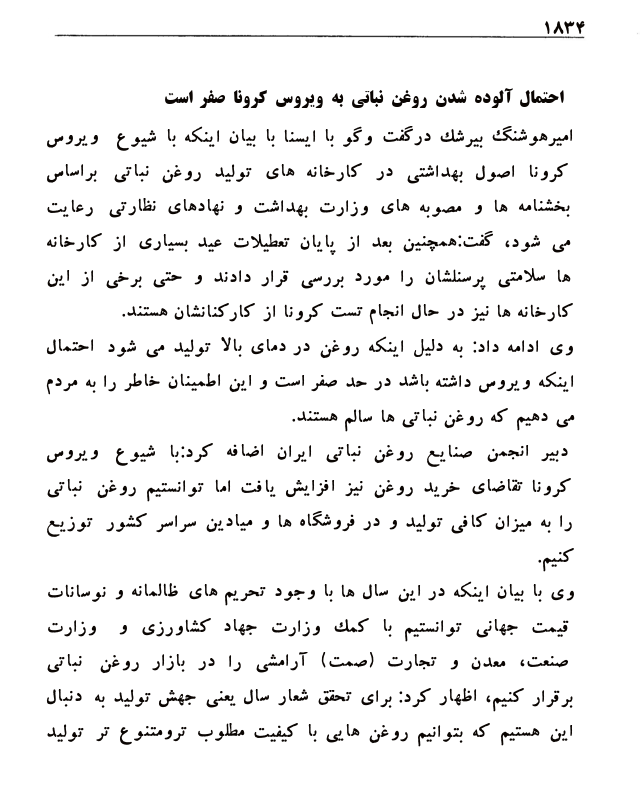 ۱۸۳۴
احتمال آلوده شدن روغن نباتی به ویروس کرونا صفر است
امیرهوشنگ بیرشك درگفت وگو با ایسنا با بیان اینکه با شیوع ویروس
کرونا اصول بهداشتی در کارخانه های تولید روغن نباتی براساس
بخشنامه ها و مصوبه های وزارت بهداشت و نهادهای نظارتی رعایت
می شود، گفت:همچنین بعد از پایان تعطیلات عید بسیاری از کارخانه
ها سلامتی پرسنلشان را مورد بررسی قرار دادند و حتی برخی از این
کارخانه ها نیز در حال انجام تست کرونا از کارکنانشان هستند.
وی ادامه داد: به دلیل اینکه روغن در دمای بالا تولید می شود احتمال
اینکه ویروس داشته باشد در حد صفر است و این اطمینان خاطر را به مردم
می دهیم که روغن نباتی ها سالم هستند.
دبیر انجمن صنایع روغن نباتی ایران اضافه کرد:با شیوع ویروس
کرونا تقاضای خرید روغن نیز افزایش یافت اما توانستیم روغن نباتی
را به میزان کافی تولید و در فروشگاه ها و میادین سراسر کشور توزیع
کنیم.
وی با بیان اینکه در این سال ها با وجود تحریم های ظالمانه و نوسانات
قیمت جهانی توانستیم با کمك وزارت جهاد کشاورزی و وزارت
صنعت، معدن و تجارت (صمت) آرامشی را در بازار روغن نباتی
برقرار کنیم، اظهار کرد: برای تحقق شعار سال یعنی جهش تولید به دنبال
این هستیم که بتوانیم روغن هایی با کیفیت مطلوب ترومتنوع تر تولید